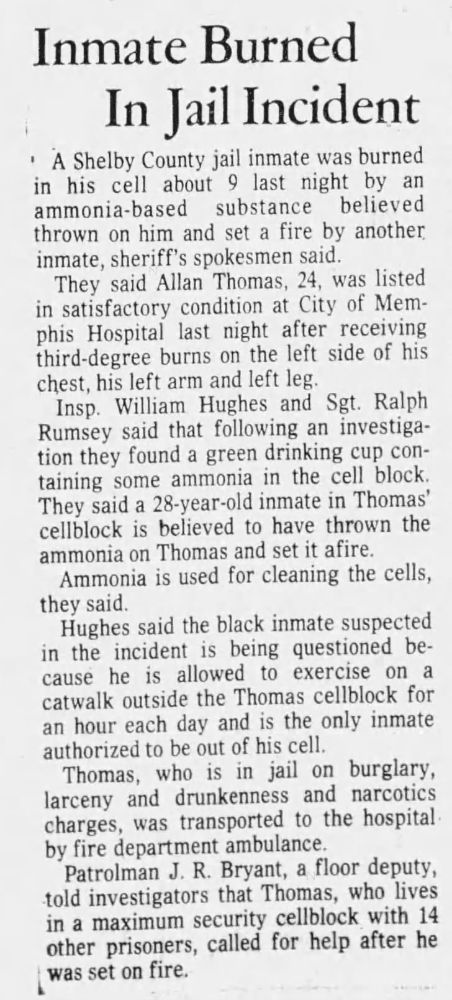 Inmate Burned
In Jail Incident
A Shelby County jail inmate was burned
in his cell about 9 last night by an
ammonia-based substance believed
thrown on him and set a fire by another
inmate, sheriff's spokesmen said.
They said Allan Thomas, 24, was listed
in satisfactory condition at City of Mem-
phis Hospital last night after receiving
third-degree burns on the left side of his
chest, his left arm and left leg.
Insp. William Hughes and Sgt. Ralph
Rumsey said that following an investiga-
tion they found a green drinking cup con-
taining some ammonia in the cell block.
They said a 28-year-old inmate in Thomas'
cellblock is believed to have thrown the
ammonia on Thomas and set it afire.
Ammonia is used for cleaning the cells,
they said.
Hughes said the black inmate suspected
in the incident is being questioned be-
cause he is allowed to exercise on a
catwalk outside the Thomas cellblock for
an hour each day and is the only inmate
authorized to be out of his cell.
Thomas, who is in jail on burglary,
larceny and drunkenness and narcotics
charges, was transported to the hospital
by fire department ambulance.
Patrolman J. R. Bryant, a floor deputy,
told investigators that Thomas, who lives
in a maximum security cellblock with 14
other prisoners, called for help after he
was set on fire.